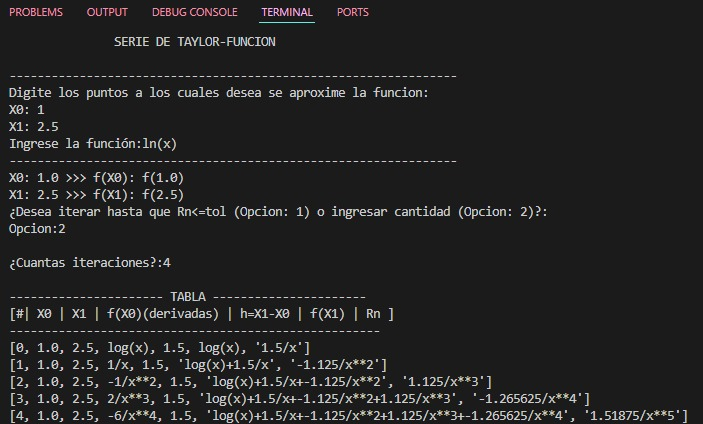 PROBLEMS OUTPUT DEBUG CONSOLE TERMINAL PORTS
SERIE DE TAYLOR-FUNCION
----------------------------------------------------------------
Digite los puntos a los cuales desea se aproxime la funcion:
X0: 1
X1: 2.5
Ingrese la función:ln(x)
----------------------------------------------------------------
X0: 1.0 >>> f(X0): f(1.0)
X1: 2.5 >>> f(X1): f(2.5)
¿Desea iterar hasta que Rn<=tol (Opcion: 1) o ingresar cantidad (Opcion: 2)?:
Opcion:2
¿Cuantas iteraciones?:4
---------------------- TABLA ----------------------
[#| X0 | X1 | f(X0)(derivadas) | h=X1-X0 | f(X1) | Rn ]
-----------------------------------------------------
[0, 1.0, 2.5, log(x), 1.5, log(x), '1.5/x']
[1, 1.0, 2.5, 1/x, 1.5, 'log(x)+1.5/x', '-1.125/x**2']
[2, 1.0, 2.5, -1/x**2, 1.5, 'log(x)+1.5/x+-1.125/x**2', '1.125/x**3']
[3, 1.0, 2.5, 2/x**3, 1.5, 'log(x)+1.5/x+-1.125/x**2+1.125/x**3', '-1.265625/x**4']
[4, 1.0, 2.5, -6/x**4, 1.5, 'log(x)+1.5/x+-1.125/x**2+1.125/x**3+-1.265625/x**4', '1.51875/x**5']